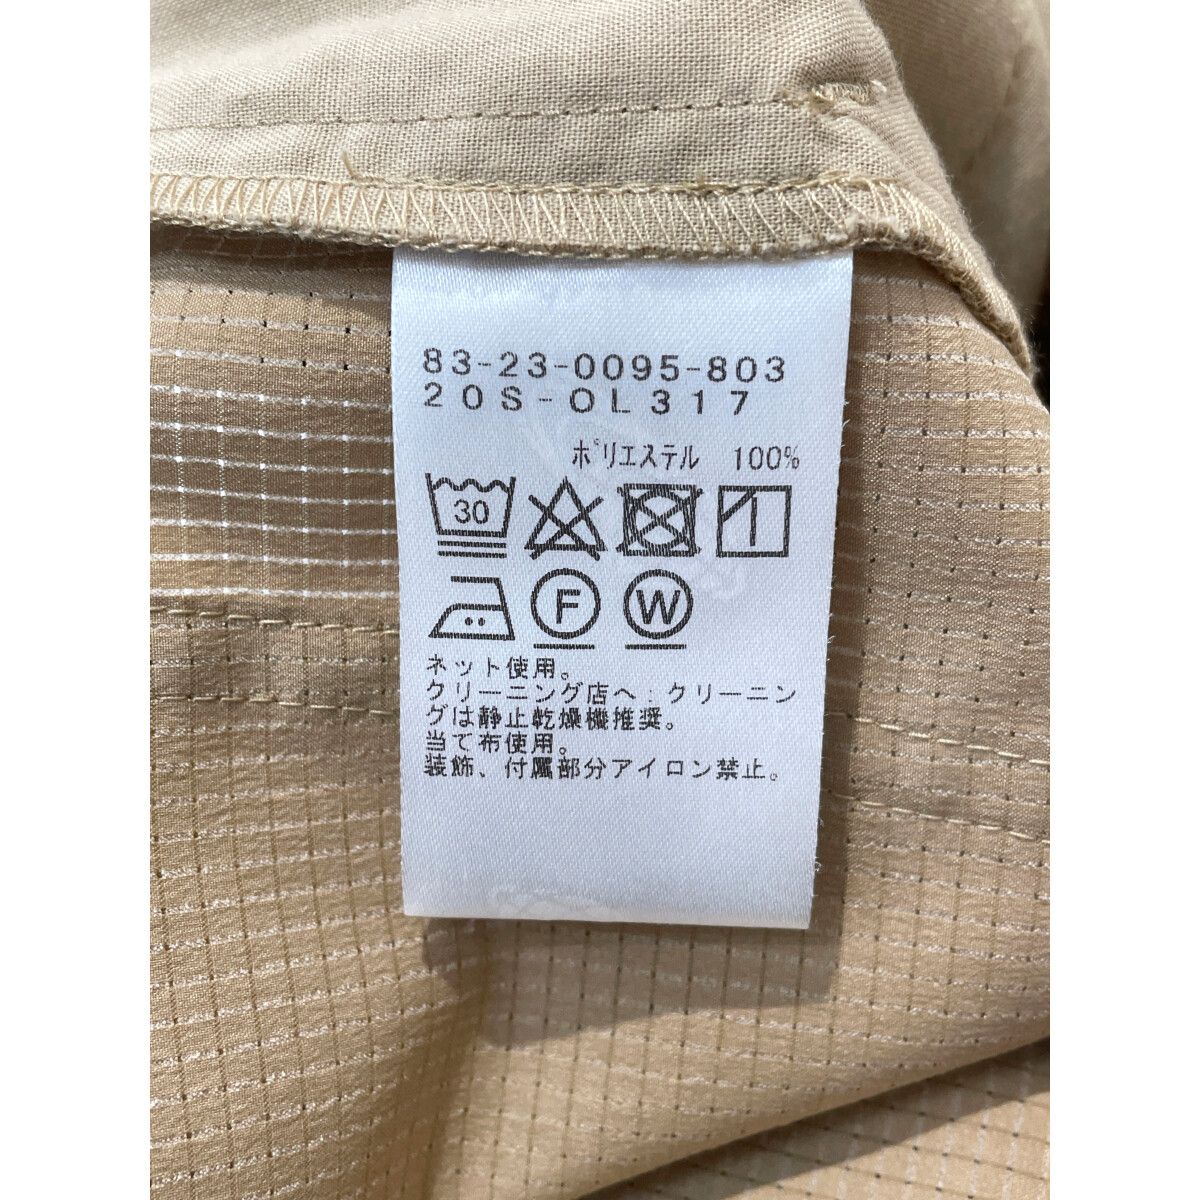 83-23-0095-803
20S-OL317
ポリエステル 100%
30
F W
ネット使用。
クリーニング店へ:クリーニン
グは静止乾燥機推奨。
当て布使用。
装飾、付属部分アイロン禁止。